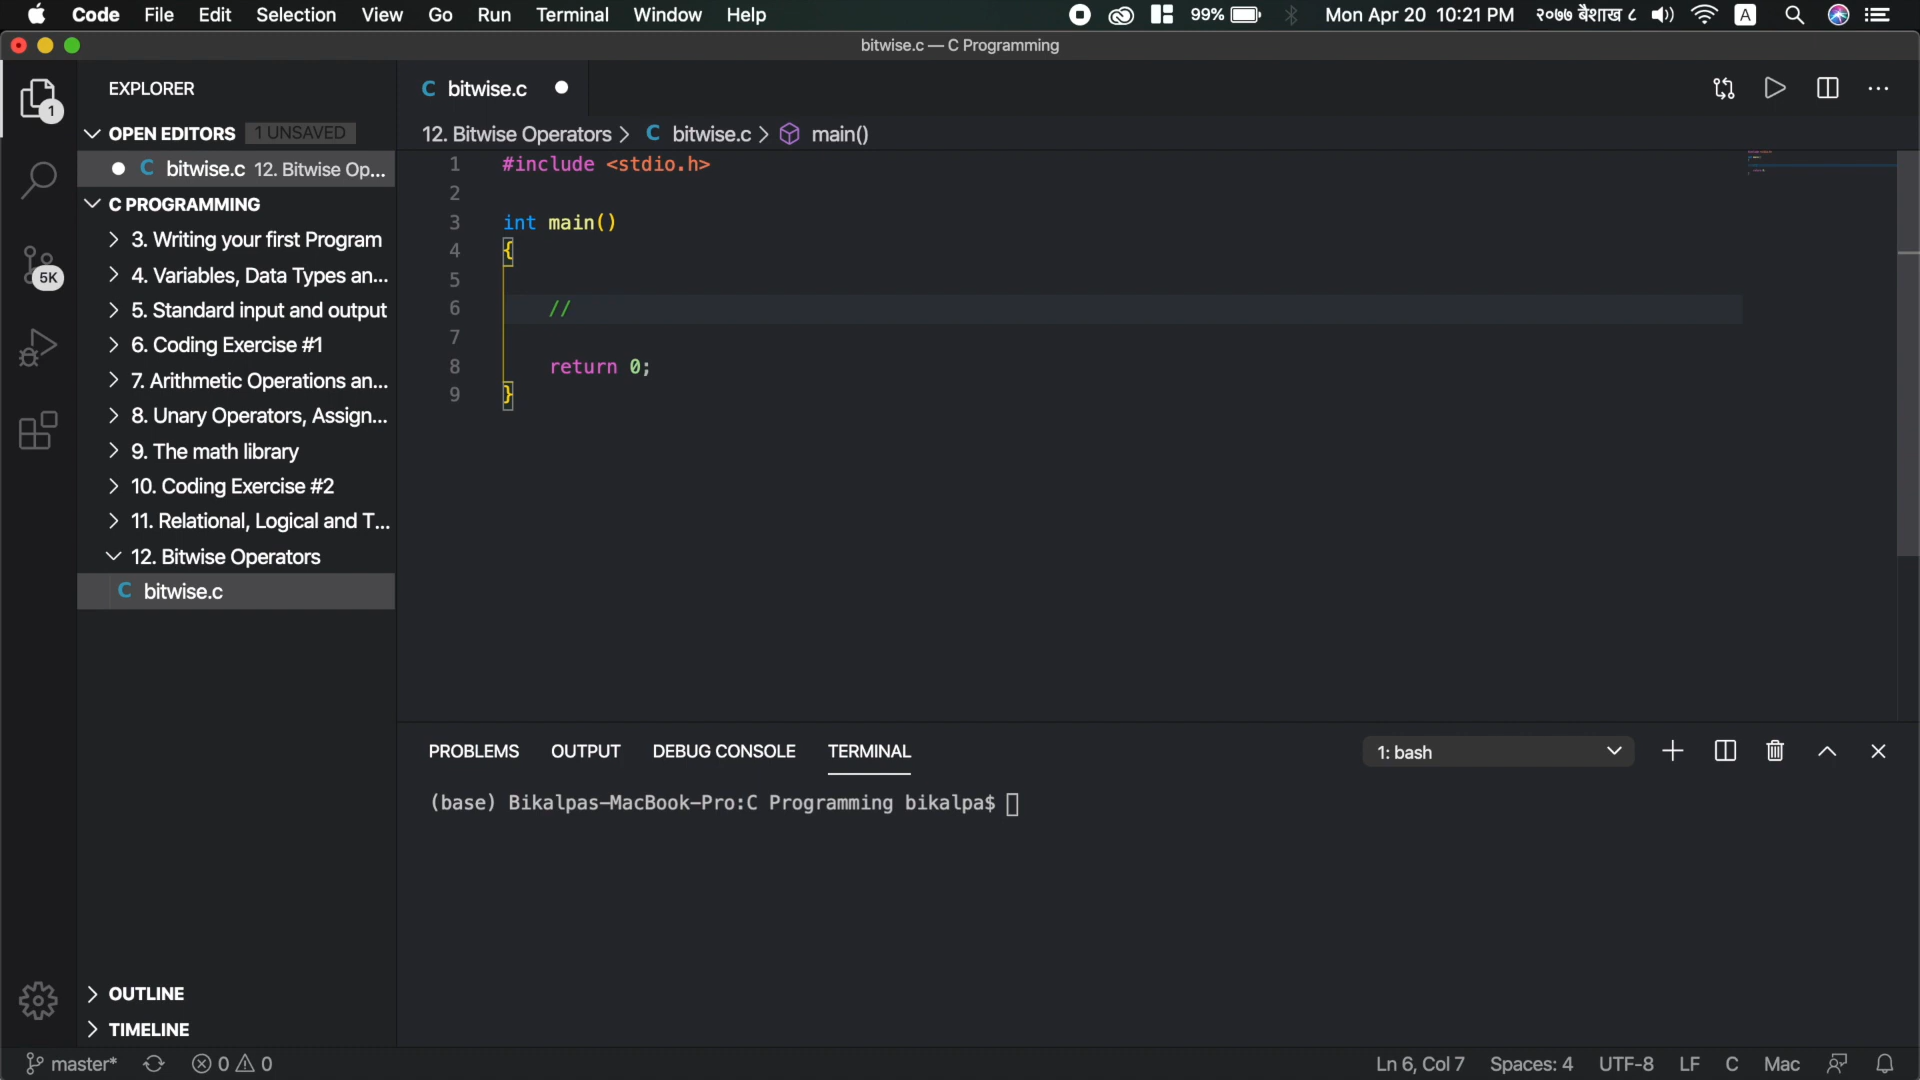 Code File Edit Selection View Go Run Terminal Window Help 99% Mon Apr 20 10:21 PM २०७७ बैशाख ८ A
bitwise.c — C Programming
EXPLORER
OPEN EDITORS 1 UNSAVED
C bitwise.c 12. Bitwise Op...
C PROGRAMMING
3. Writing your first Program
4. Variables, Data Types an...
5. Standard input and output
6. Coding Exercise #1
7. Arithmetic Operations an...
8. Unary Operators, Assign...
9. The math library
10. Coding Exercise #2
11. Relational, Logical and T...
12. Bitwise Operators
C bitwise.c
OUTLINE
TIMELINE
1
5K
C bitwise.c
12. Bitwise Operators > C bitwise.c > main()
1 #include <stdio.h>
2
3 int main()
4 {
5
6 //
7
8 return 0;
9 }
PROBLEMS OUTPUT DEBUG CONSOLE TERMINAL 1: bash
(base) Bikalpas-MacBook-Pro:C Programming bikalpa$
master* 0 0 Ln 6, Col 7 Spaces: 4 UTF-8 LF C Mac